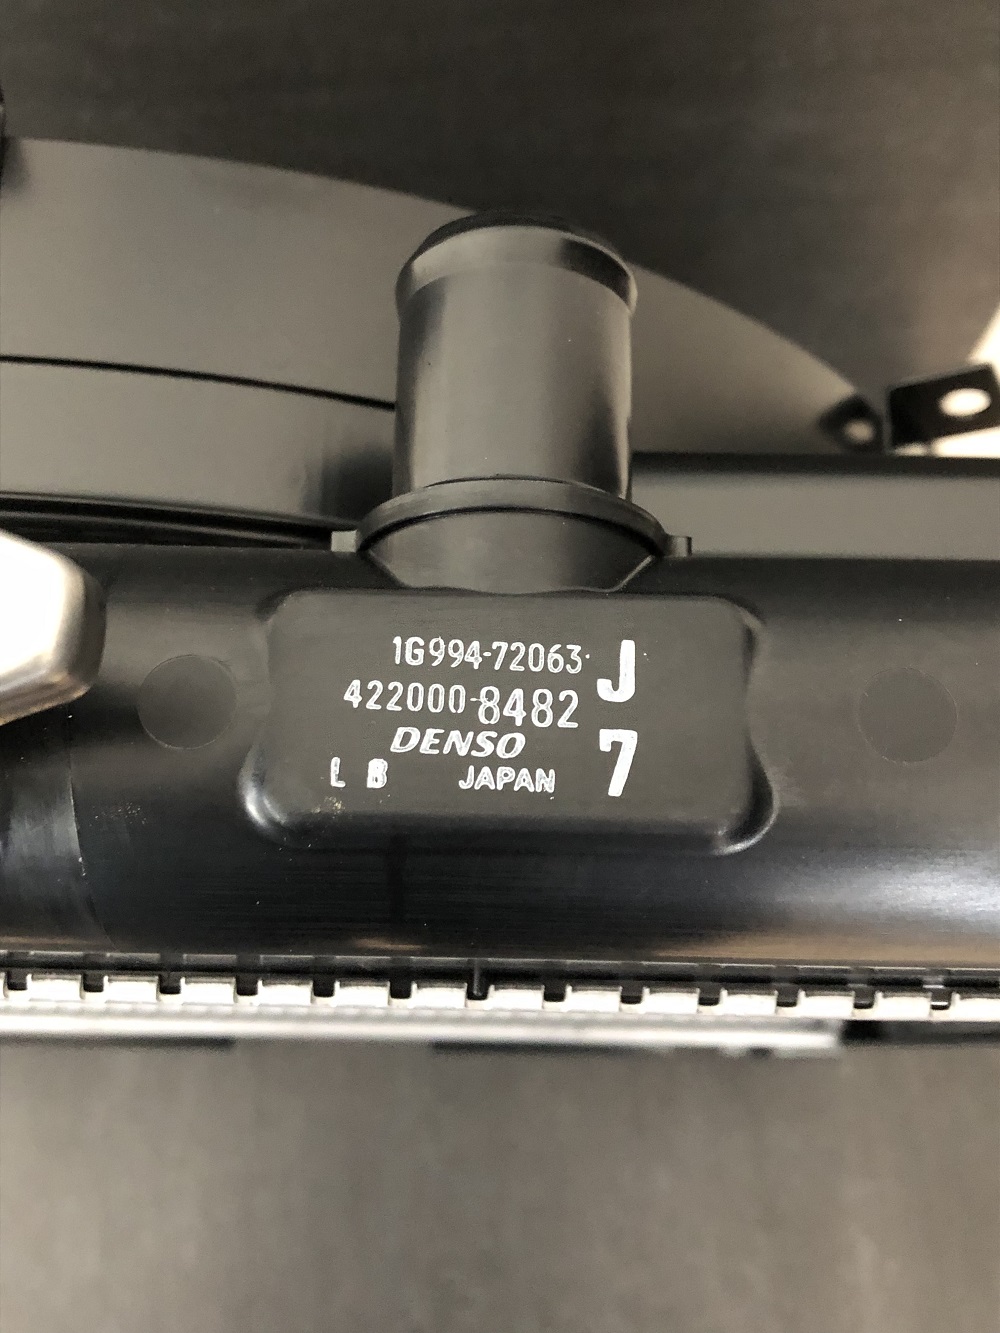 1G994-72063- J
422000-8482
DENSO 7
L B JAPAN